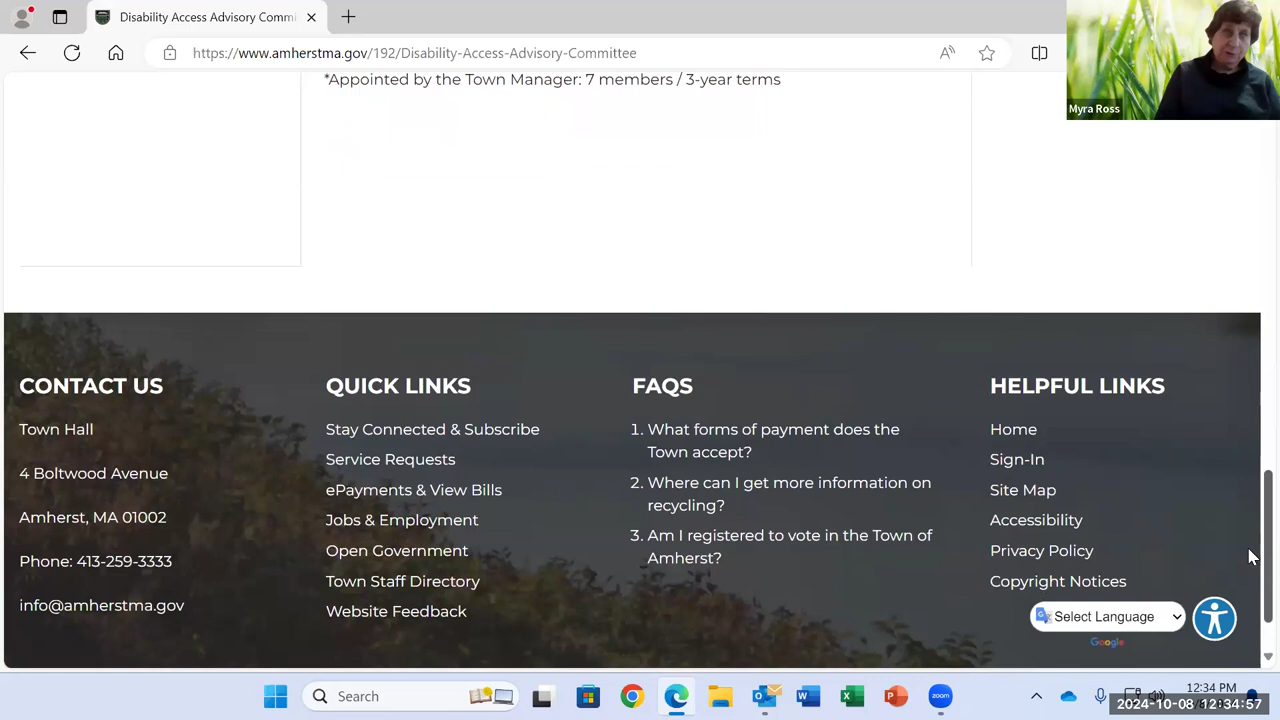 Disability Access Advisory Comm
https://www.amherstma.gov/192/Disability-Access-Advisory-Committee
Myra Ross
*Appointed by the Town Manager: 7 members / 3-year terms
CONTACT US
Town Hall
4 Boltwood Avenue
Amherst, MA 01002
Phone: 413-259-3333
info@amherstma.gov
QUICK LINKS
Stay Connected & Subscribe
Service Requests
ePayments & View Bills
Jobs & Employment
Open Government
Town Staff Directory
Website Feedback
FAQS
1. What forms of payment does the
Town accept?
2. Where can I get more information on
recycling?
3. Am I registered to vote in the Town of
Amherst?
HELPFUL LINKS
Home
Sign-In
Site Map
Accessibility
Privacy Policy
Copyright Notices
Select Language
Google
Search
zoom
12:34 PM
2024-10-08 12:34:57